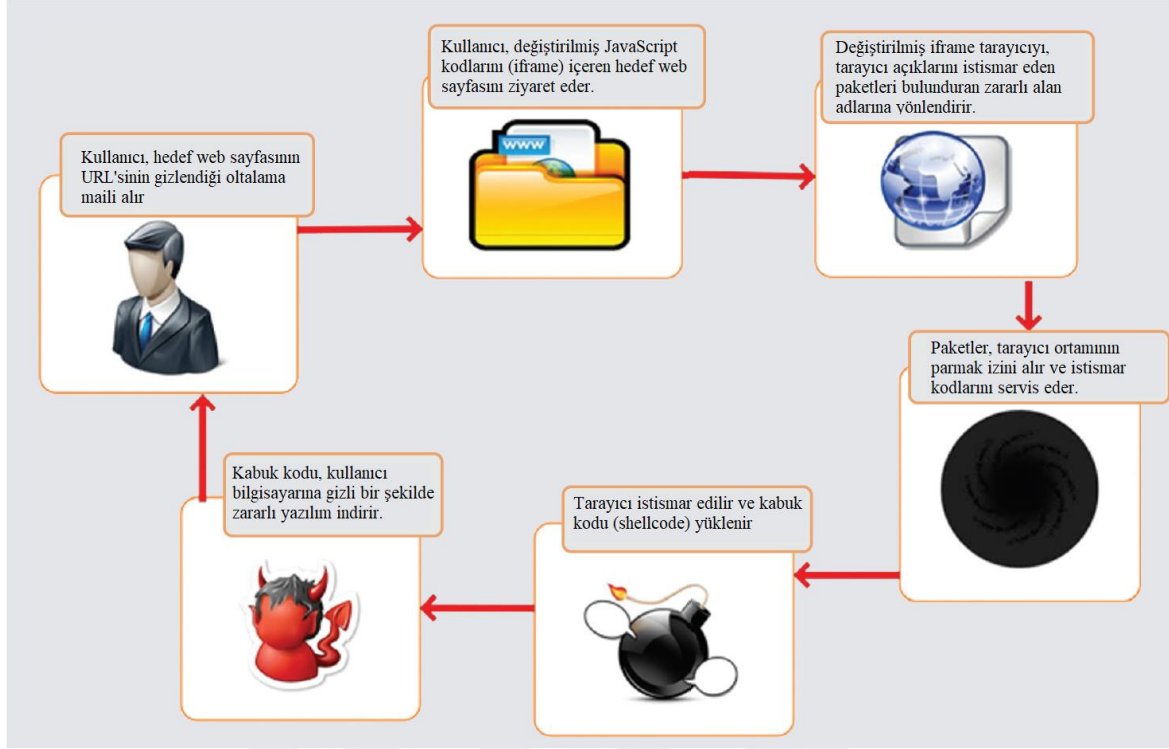 Kullanıcı, hedef web sayfasının
URL'sinin gizlendiği oltalama
maili alır
Kullanıcı, değiştirilmiş JavaScript
kodlarını (iframe) içeren hedef web
sayfasını ziyaret eder.
www
Değiştirilmiş iframe tarayıcıyı,
tarayıcı açıklarını istismar eden
paketleri bulunduran zararlı alan
adlarına yönlendirir.
Paketler, tarayıcı ortamının
parmak izini alır ve istismar
kodlarını servis eder.
Tarayıcı istismar edilir ve kabuk
kodu (shellcode) yüklenir
Kabuk kodu, kullanıcı
bilgisayarına gizli bir şekilde
zararlı yazılım indirir.